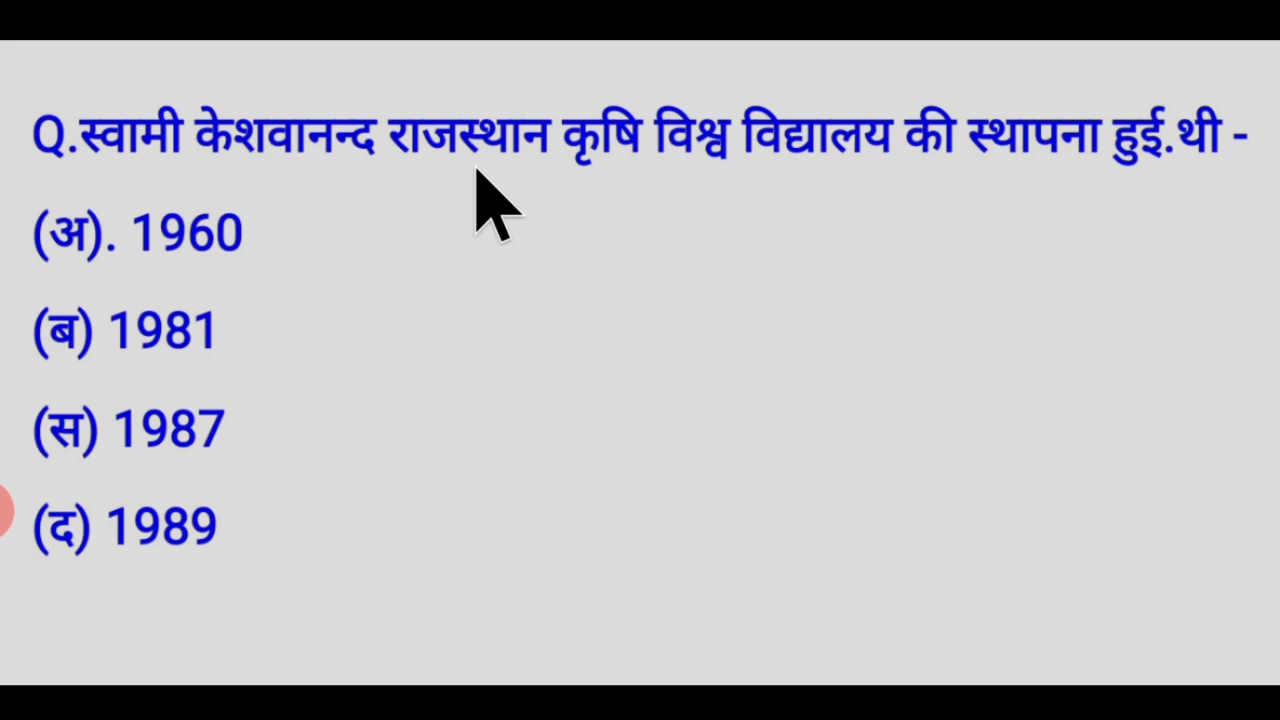 Q.स्वामी केशवानन्द राजस्थान कृषि विश्व विद्यालय की स्थापना हुई.थी -
(अ). 1960
(ब) 1981
(स) 1987
(द) 1989